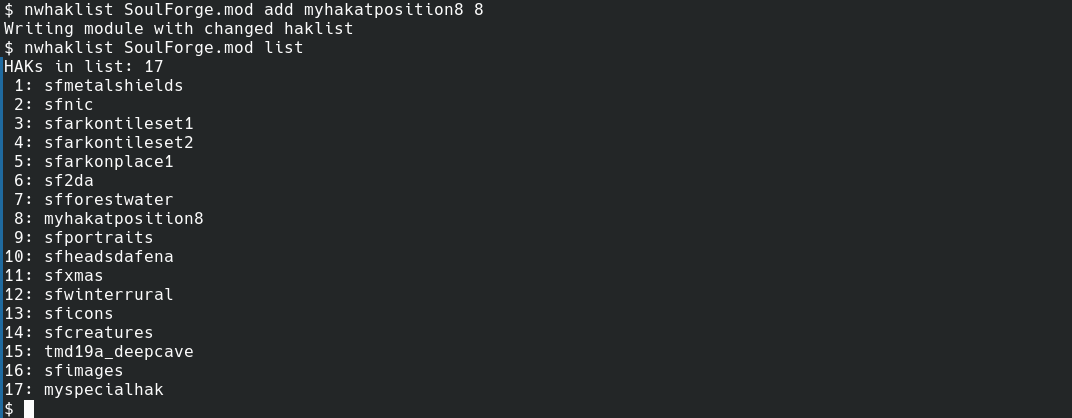 $ nwhaklist SoulForge.mod add myhakatposition8 8
Writing module with changed haklist
$ nwhaklist SoulForge.mod list
HAKs in list: 17
 1: sfmetalshields
 2: sfnic
 3: sfarkontileset1
 4: sfarkontileset2
 5: sfarkonplace1
 6: sf2da
 7: sfforestwater
 8: myhakatposition8
 9: sfportraits
10: sfheadsdafena
11: sfxmas
12: sfwinterrural
13: sficons
14: sfcreatures
15: tmd19a_deepcave
16: sfimages
17: myspecialhak
$